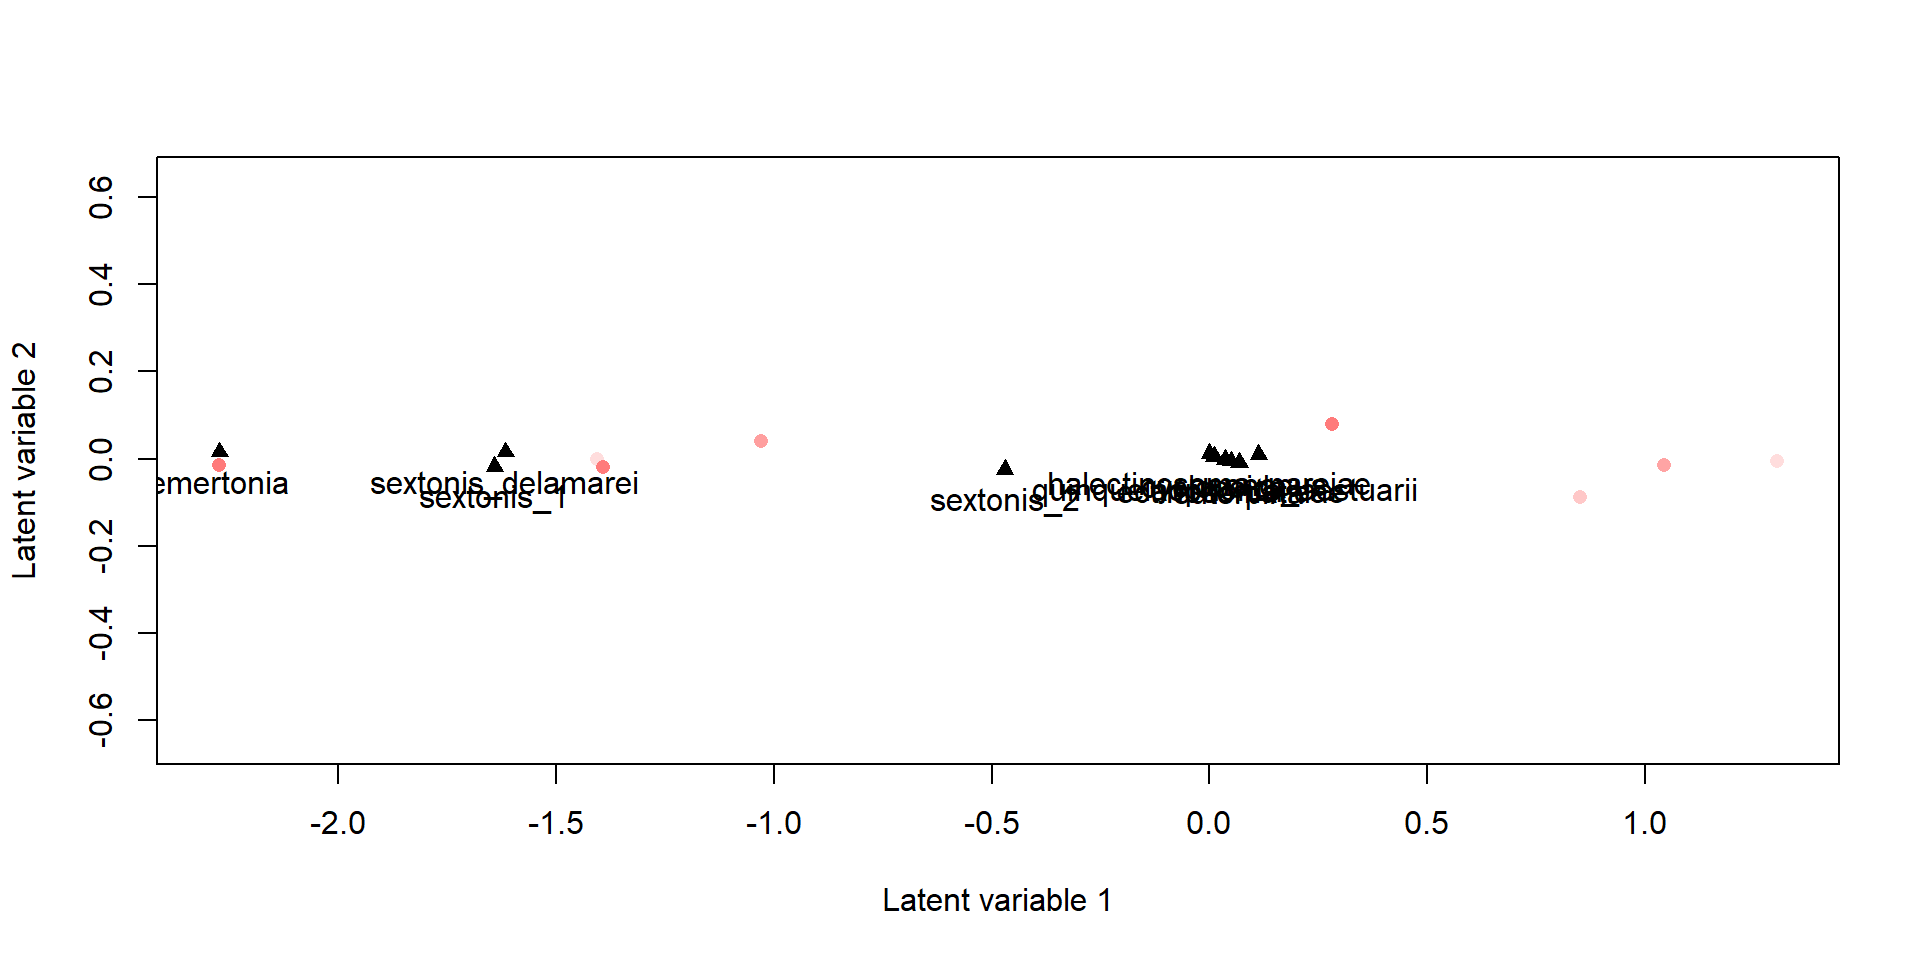 0.6
0.4
0.2
0.0
-0.2
-0.4
-0.6
Latent variable 2
emertonia
sextonis_delamarei
sextonis_1
sextonis_2
-2.0
-1.5
-1.0
-0.5
0.0
0.5
1.0
Latent variable 1